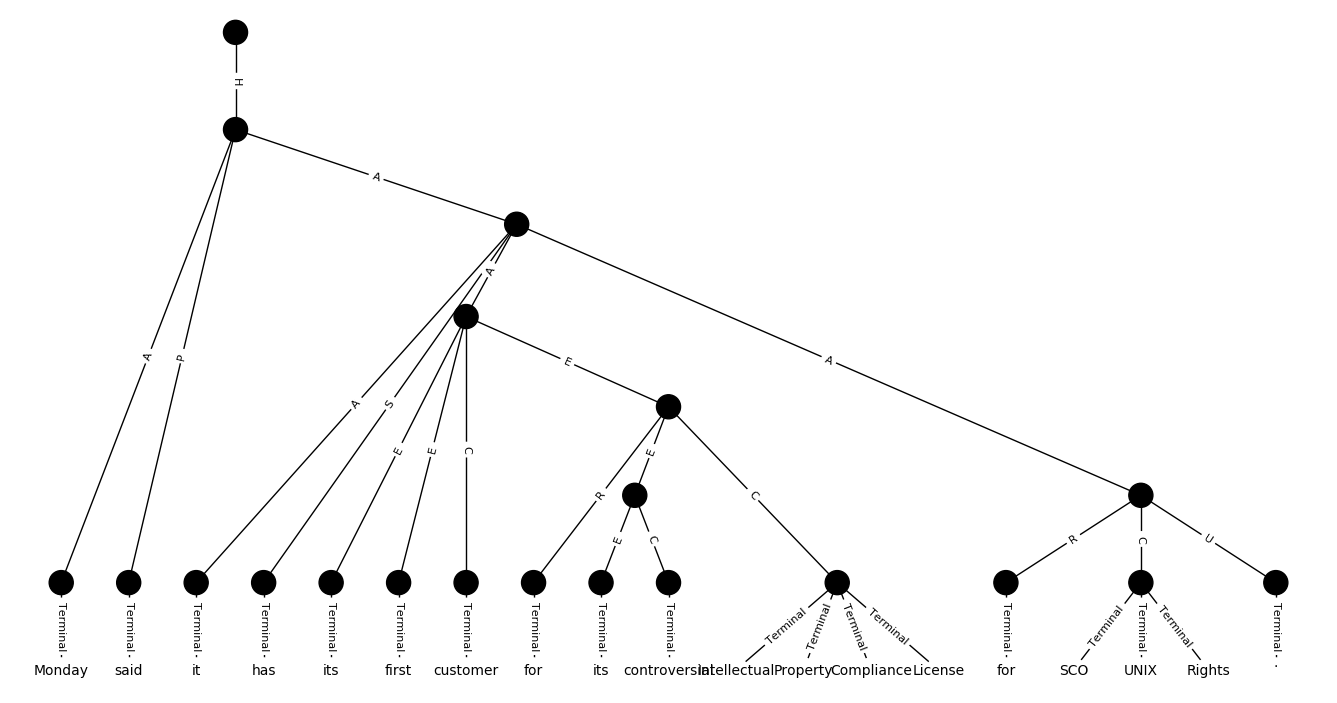 H
A
A
A P A S E E C E A
R E C
E C
R C U
Terminal Terminal Terminal Terminal Terminal Terminal Terminal Terminal Terminal Terminal Terminal Terminal Terminal Terminal Terminal Terminal Terminal Terminal Terminal
Monday said it has its first customer for its controversial Intellectual Property Compliance License for SCO UNIX Rights .